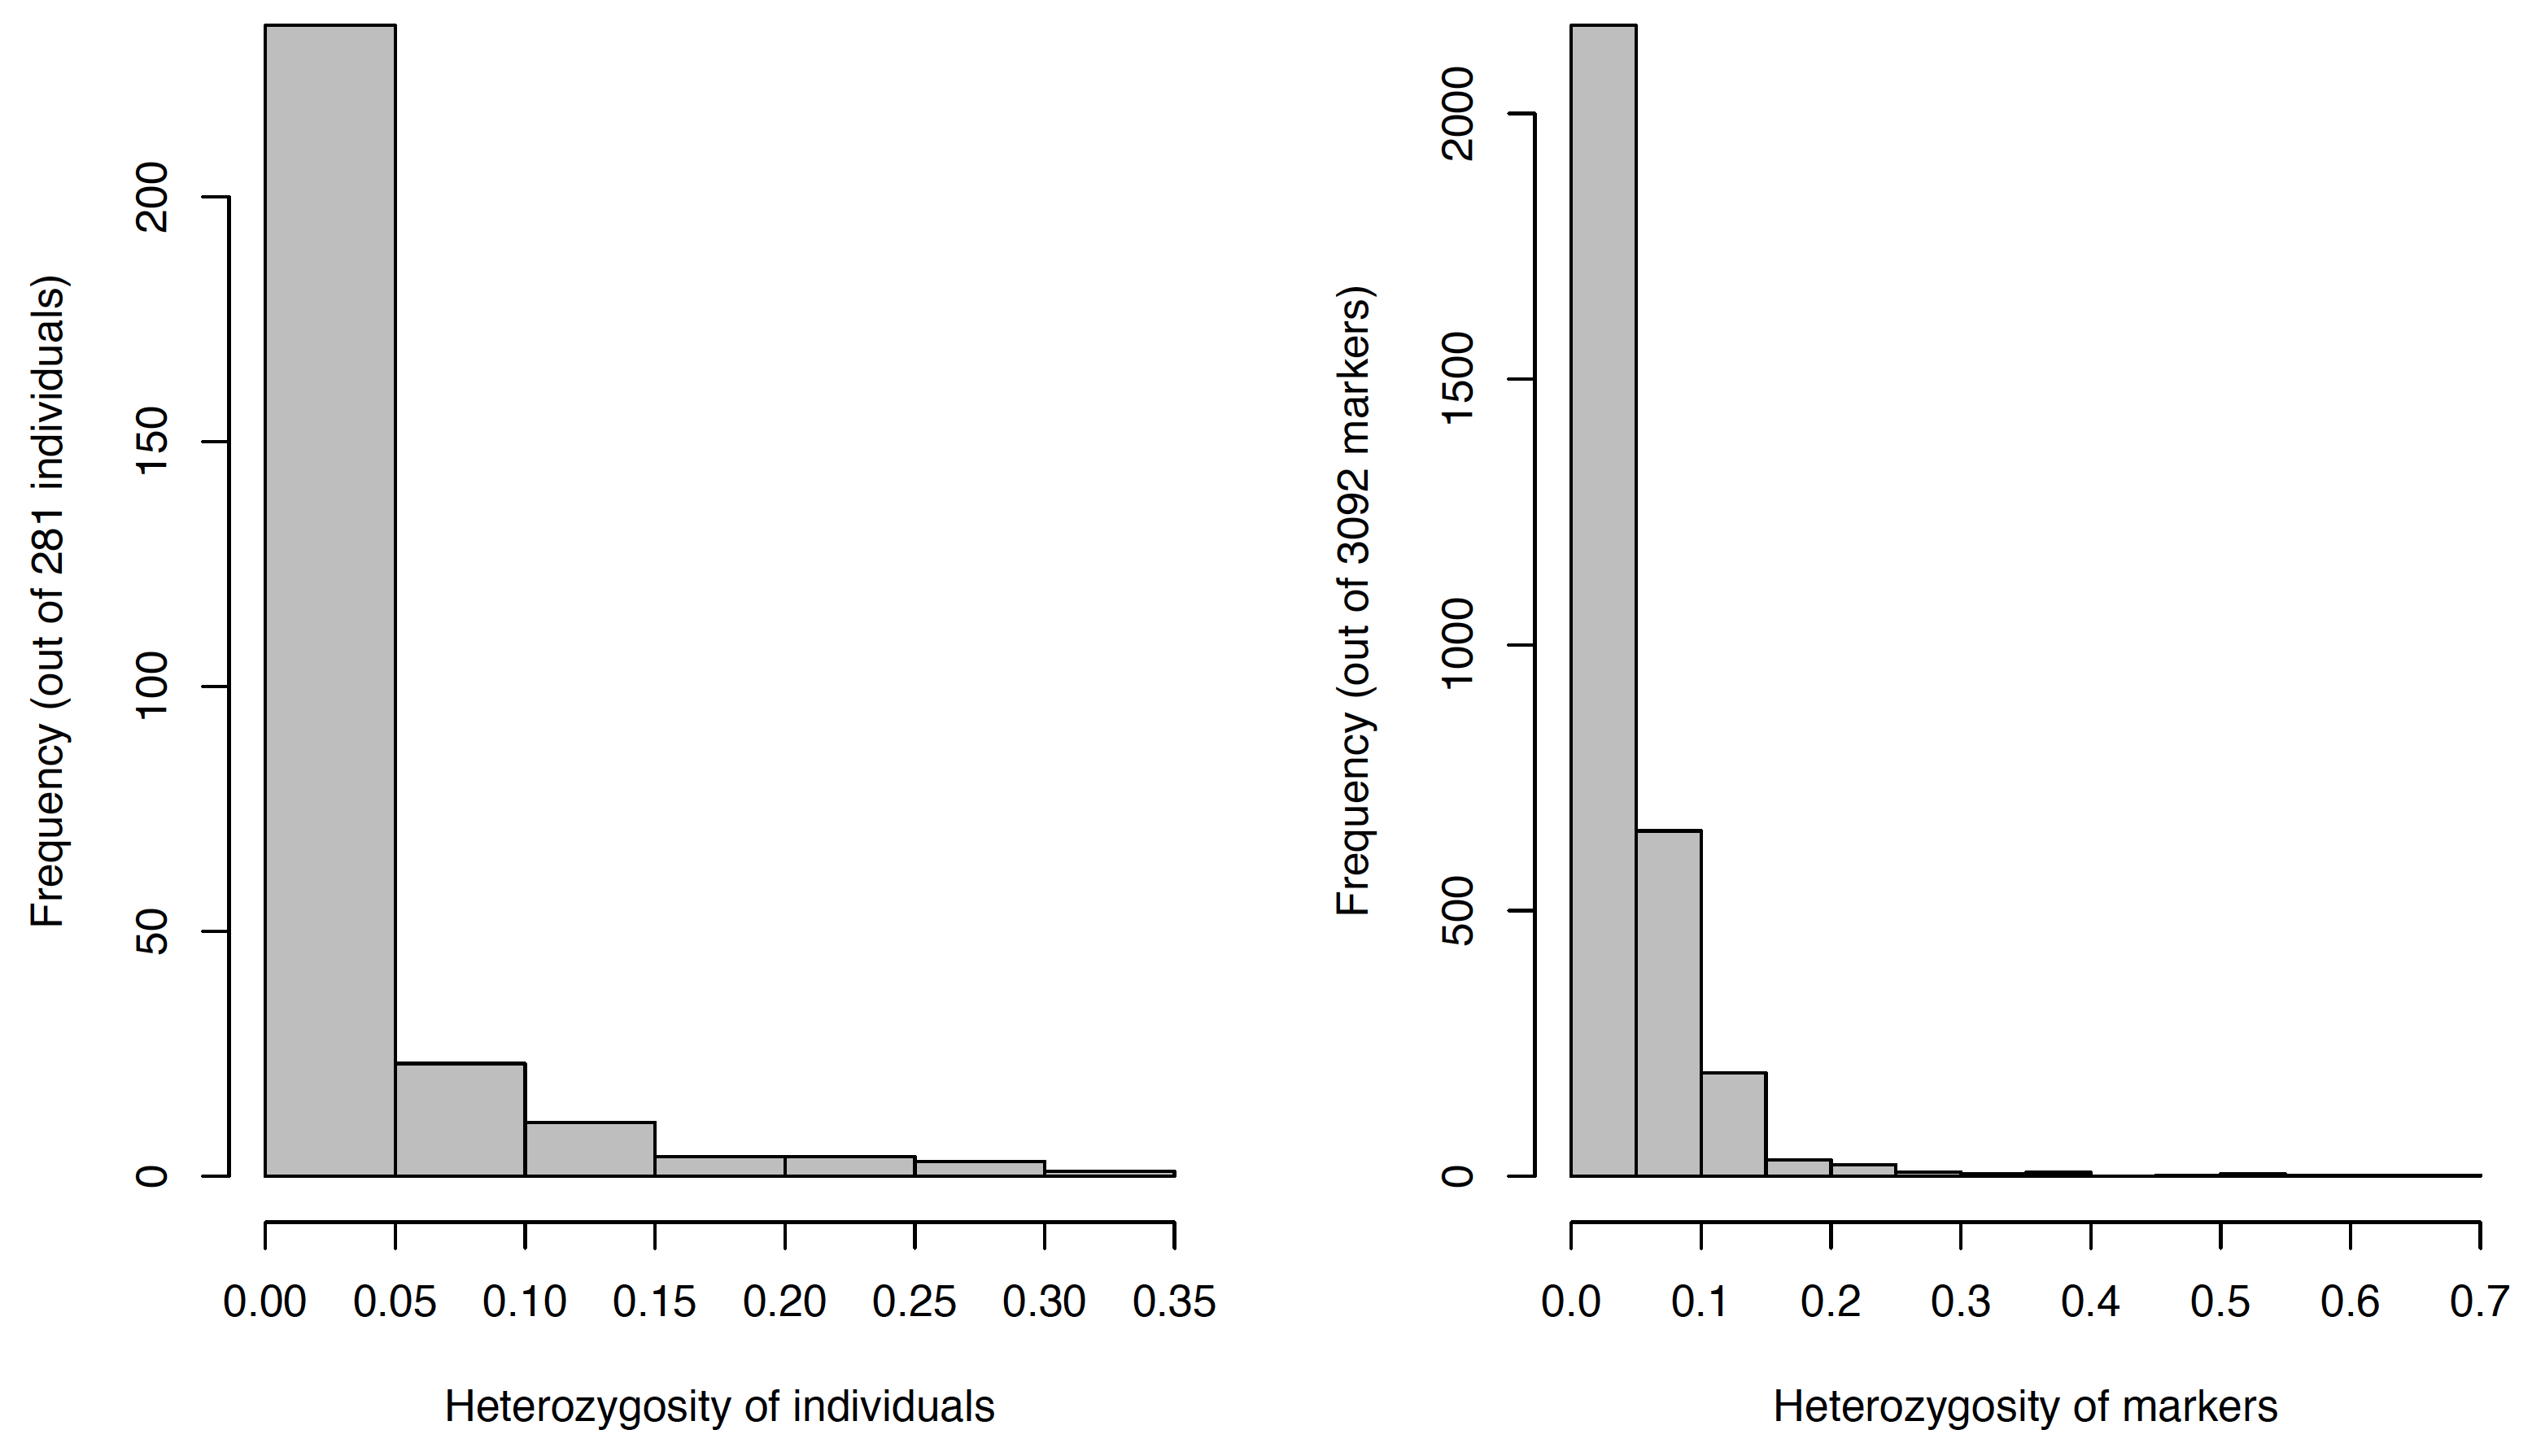 Frequency (out of 281 individuals)
200
150
100
50
0
0.00 0.05 0.10 0.15 0.20 0.25 0.30 0.35
Heterozygosity of individuals
Frequency (out of 3092 markers)
2000
1500
1000
500
0
0.0 0.1 0.2 0.3 0.4 0.5 0.6 0.7
Heterozygosity of markers